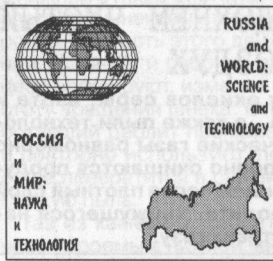 RUSSIA
and
WORLD:
SCIENCE
and
TECHNOLOGY
РОССИЯ
И
МИР:
НАУКА
И
ТЕХНОЛОГИЯ